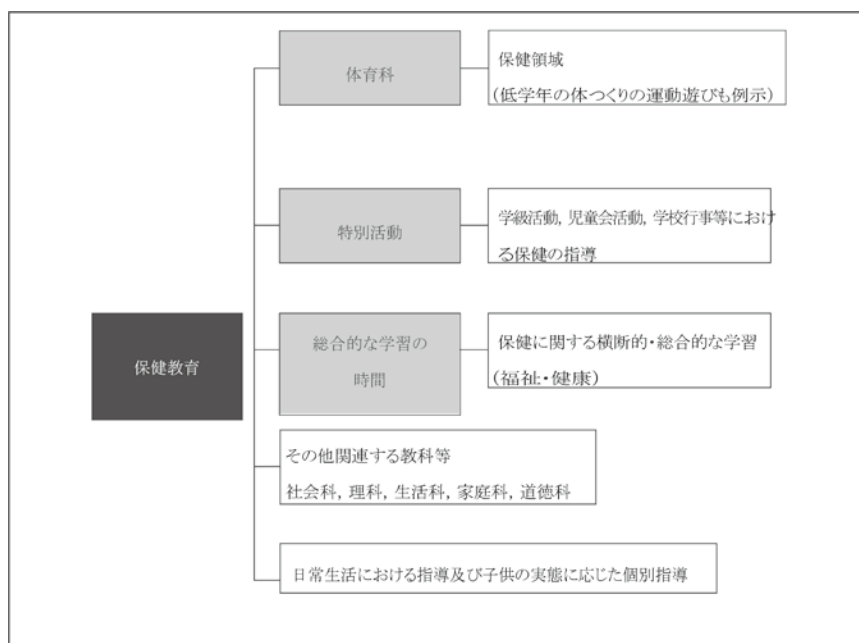 体育科
保健領域
(低学年の体つくりの運動遊びも例示)
特別活動
学級活動, 児童会活動, 学校行事等におけ
る保健の指導
保健教育
総合的な学習の
時間
保健に関する横断的・総合的な学習
(福祉・健康)
その他関連する教科等
社会科, 理科, 生活科, 家庭科, 道徳科
日常生活における指導及び子供の実態に応じた個別指導